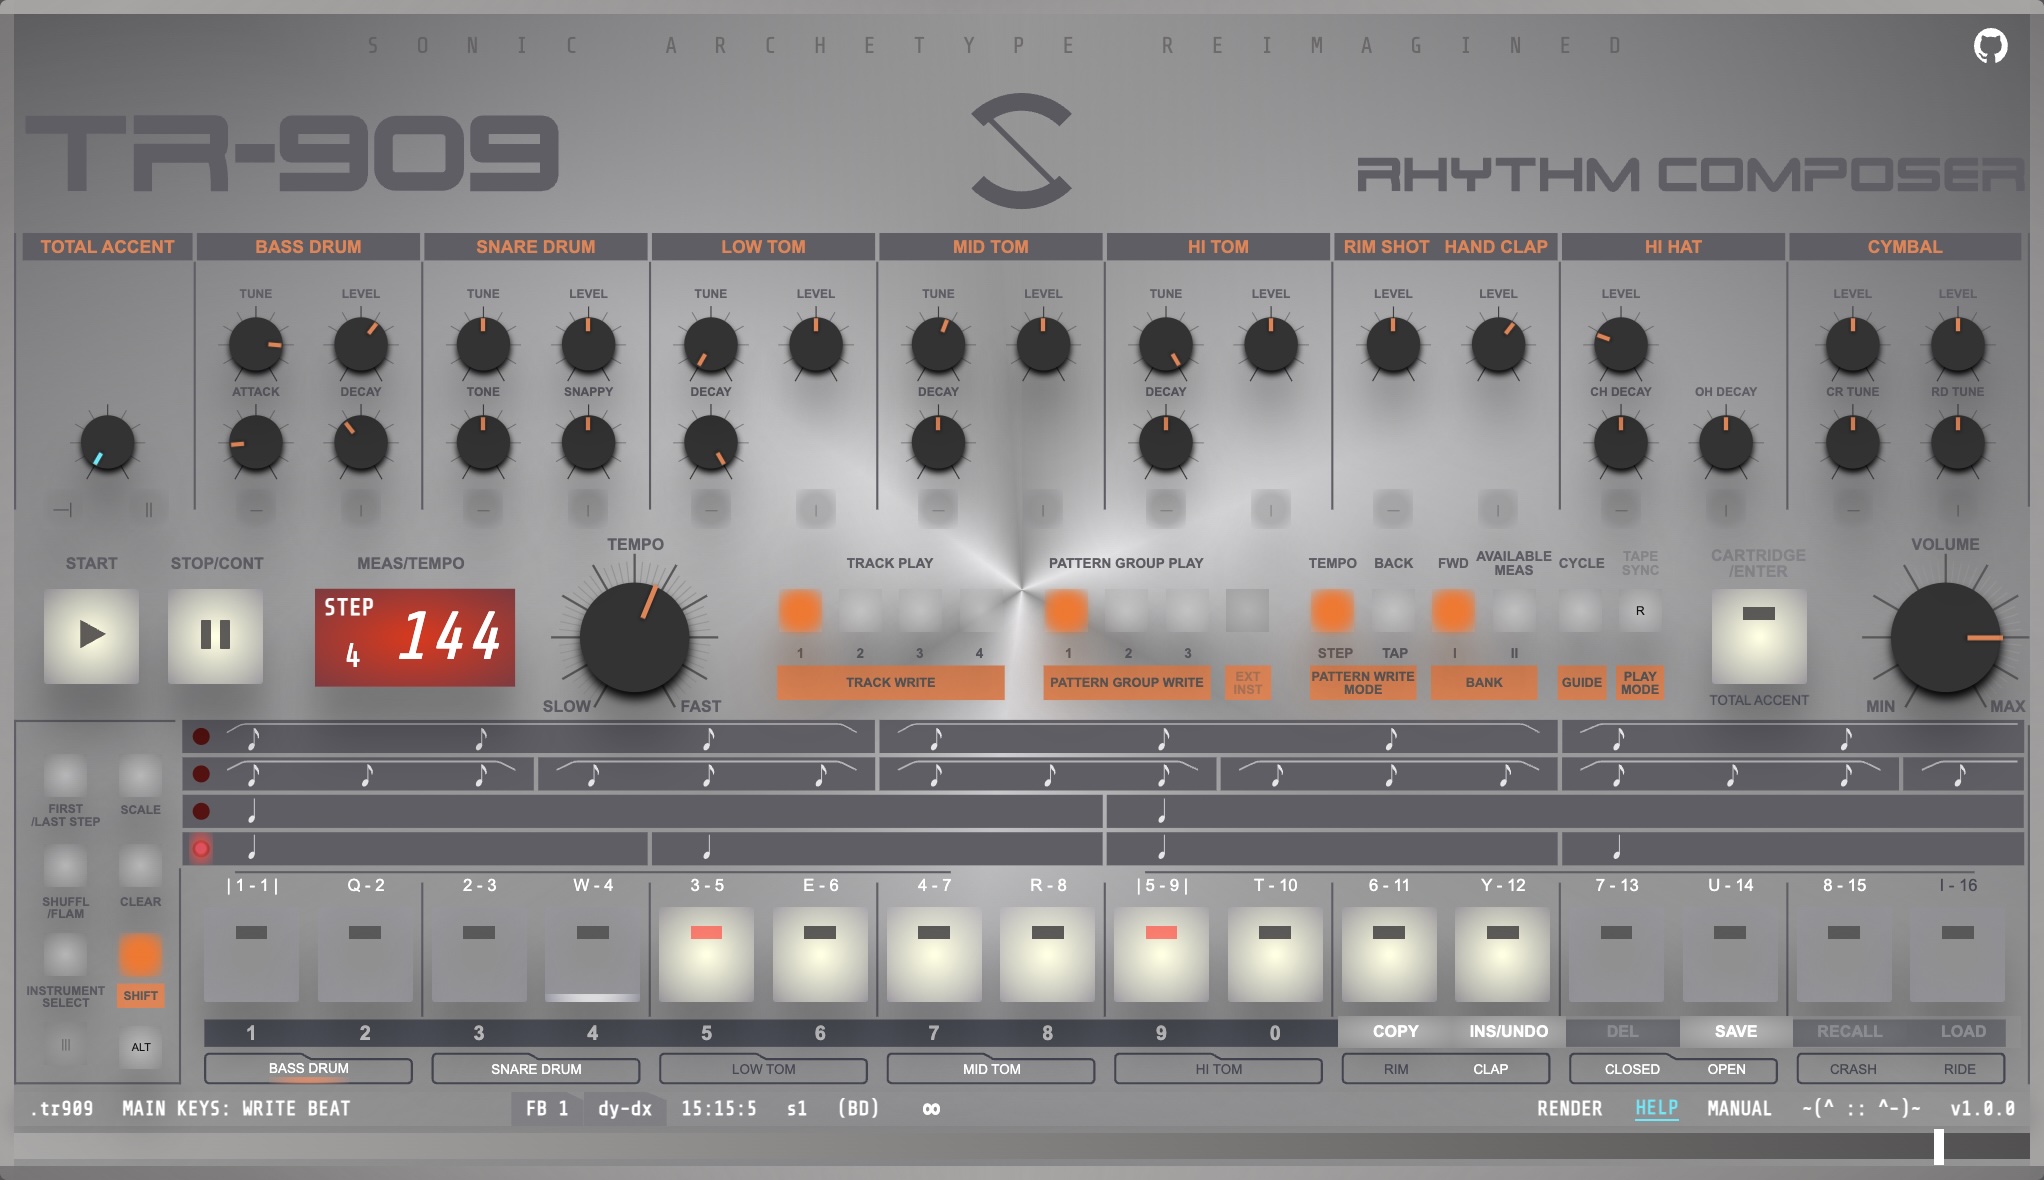 SONIC ARCHETYPE REIMAGINED
TR-909
RHYTHM COMPOSER
TOTAL ACCENT BASS DRUM SNARE DRUM LOW TOM MID TOM HI TOM RIM SHOT HAND CLAP HI HAT CYMBAL
TUNE LEVEL TUNE LEVEL TUNE LEVEL TUNE LEVEL TUNE LEVEL LEVEL LEVEL LEVEL LEVEL LEVEL
ATTACK DECAY TONE SNAPPY DECAY DECAY DECAY CH DECAY OH DECAY CR TUNE RD TUNE
START STOP/CONT MEAS/TEMPO TEMPO TRACK PLAY PATTERN GROUP PLAY TEMPO BACK FWD AVAILABLE MEAS CYCLE TAPE SYNC CARTRIDGE /ENTER VOLUME
STEP
4 144
R
1 2 3 4 1 2 3 STEP TAP I II
TRACK WRITE PATTERN GROUP WRITE EXT INST PATTERN WRITE MODE BANK GUIDE PLAY MODE TOTAL ACCENT
SLOW FAST MIN MAX
FIRST /LAST STEP SCALE
SHUFFL /FLAM CLEAR
INSTRUMENT SELECT SHIFT
III ALT
|1 - 1| Q - 2 2 - 3 W - 4 3 - 5 E - 6 4 - 7 R - 8 |5 - 9| T - 10 6 - 11 Y - 12 7 - 13 U - 14 8 - 15 I - 16
1 2 3 4 5 6 7 8 9 0 COPY INS/UNDO DEL SAVE RECALL LOAD
BASS DRUM SNARE DRUM LOW TOM MID TOM HI TOM RIM CLAP CLOSED OPEN CRASH RIDE
.tr909 MAIN KEYS: WRITE BEAT FB 1 dy-dx 15:15:5 s1 (BD) ∞ RENDER HELP MANUAL ~(^ :: ^-)~ v1.0.0